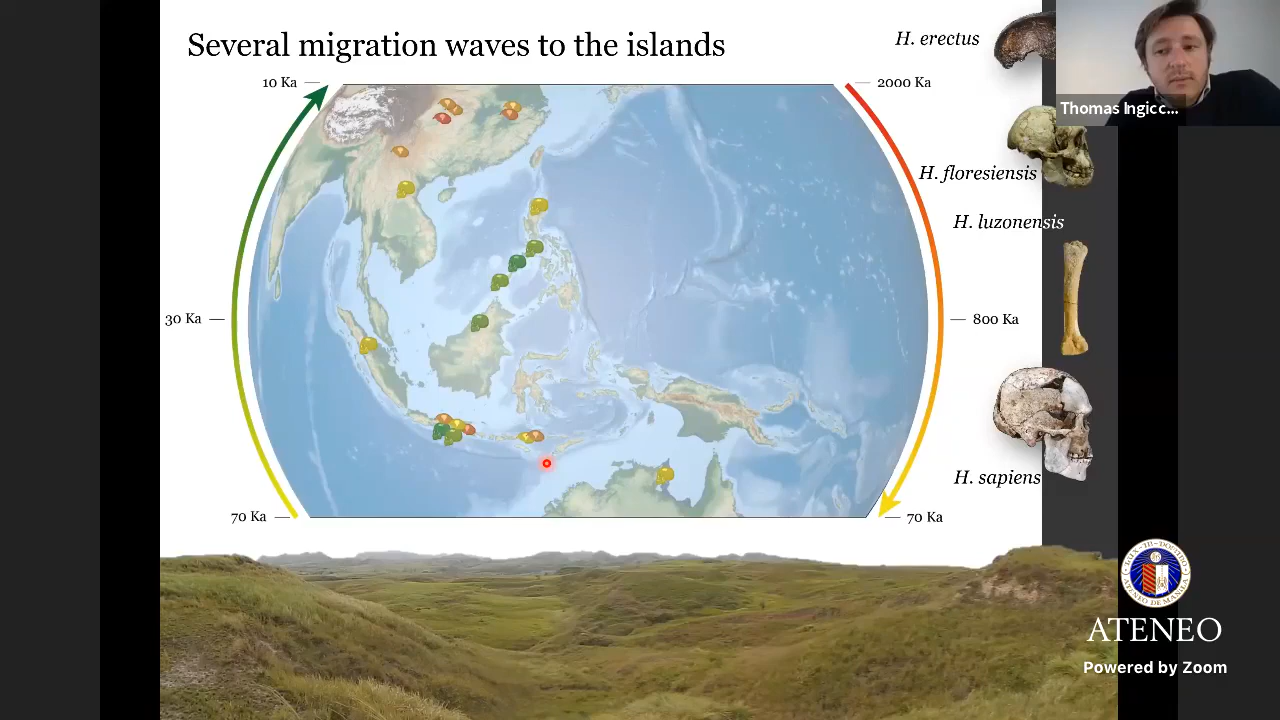 Several migration waves to the islands
10 Ka
2000 Ka
H. erectus
Thomas Ingicc...
H. floresiensis
H. luzonensis
30 Ka
800 Ka
H. sapiens
70 Ka
70 Ka
ATENEO
Powered by Zoom